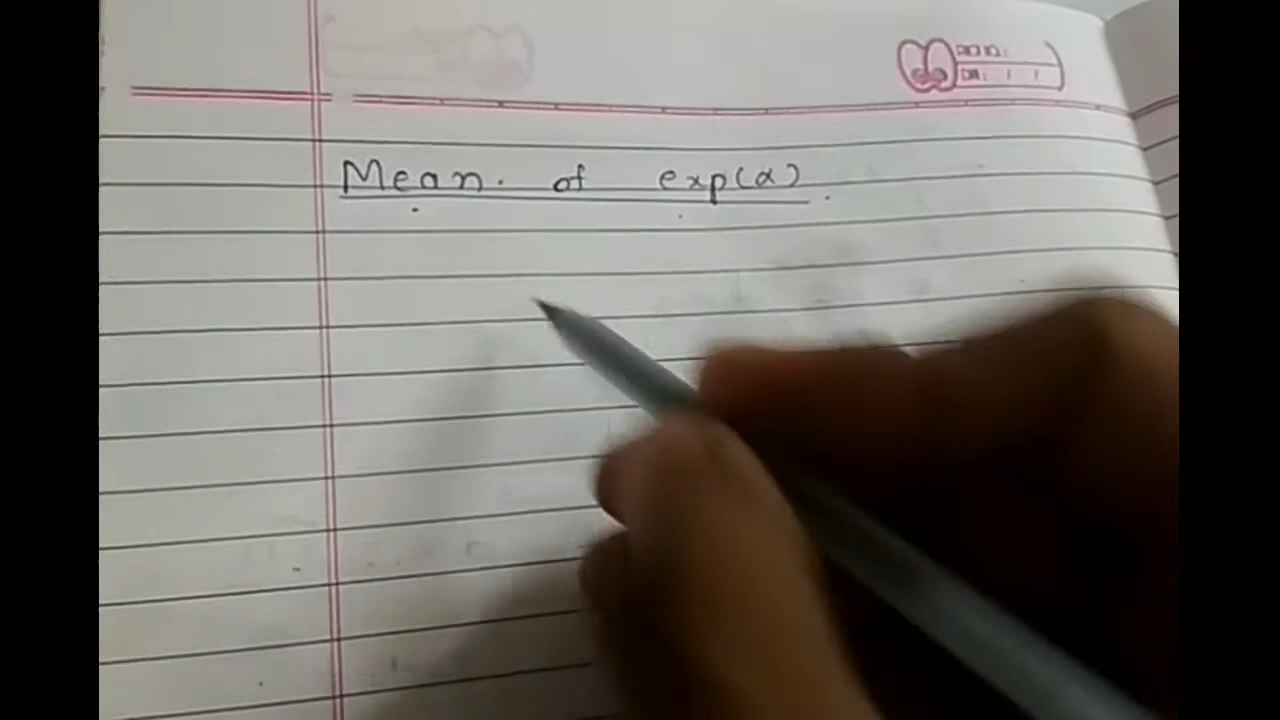 Mean. of exp(α).